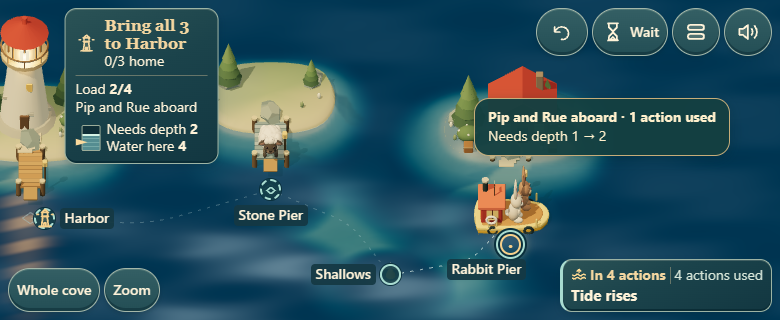 Bring all 3
to Harbor
0/3 home
Load 2/4
Pip and Rue aboard
Needs depth 2
Water here 4
Wait
Pip and Rue aboard · 1 action used
Needs depth 1 → 2
Harbor
Stone Pier
Shallows
Rabbit Pier
Whole cove
Zoom
In 4 actions | 4 actions used
Tide rises